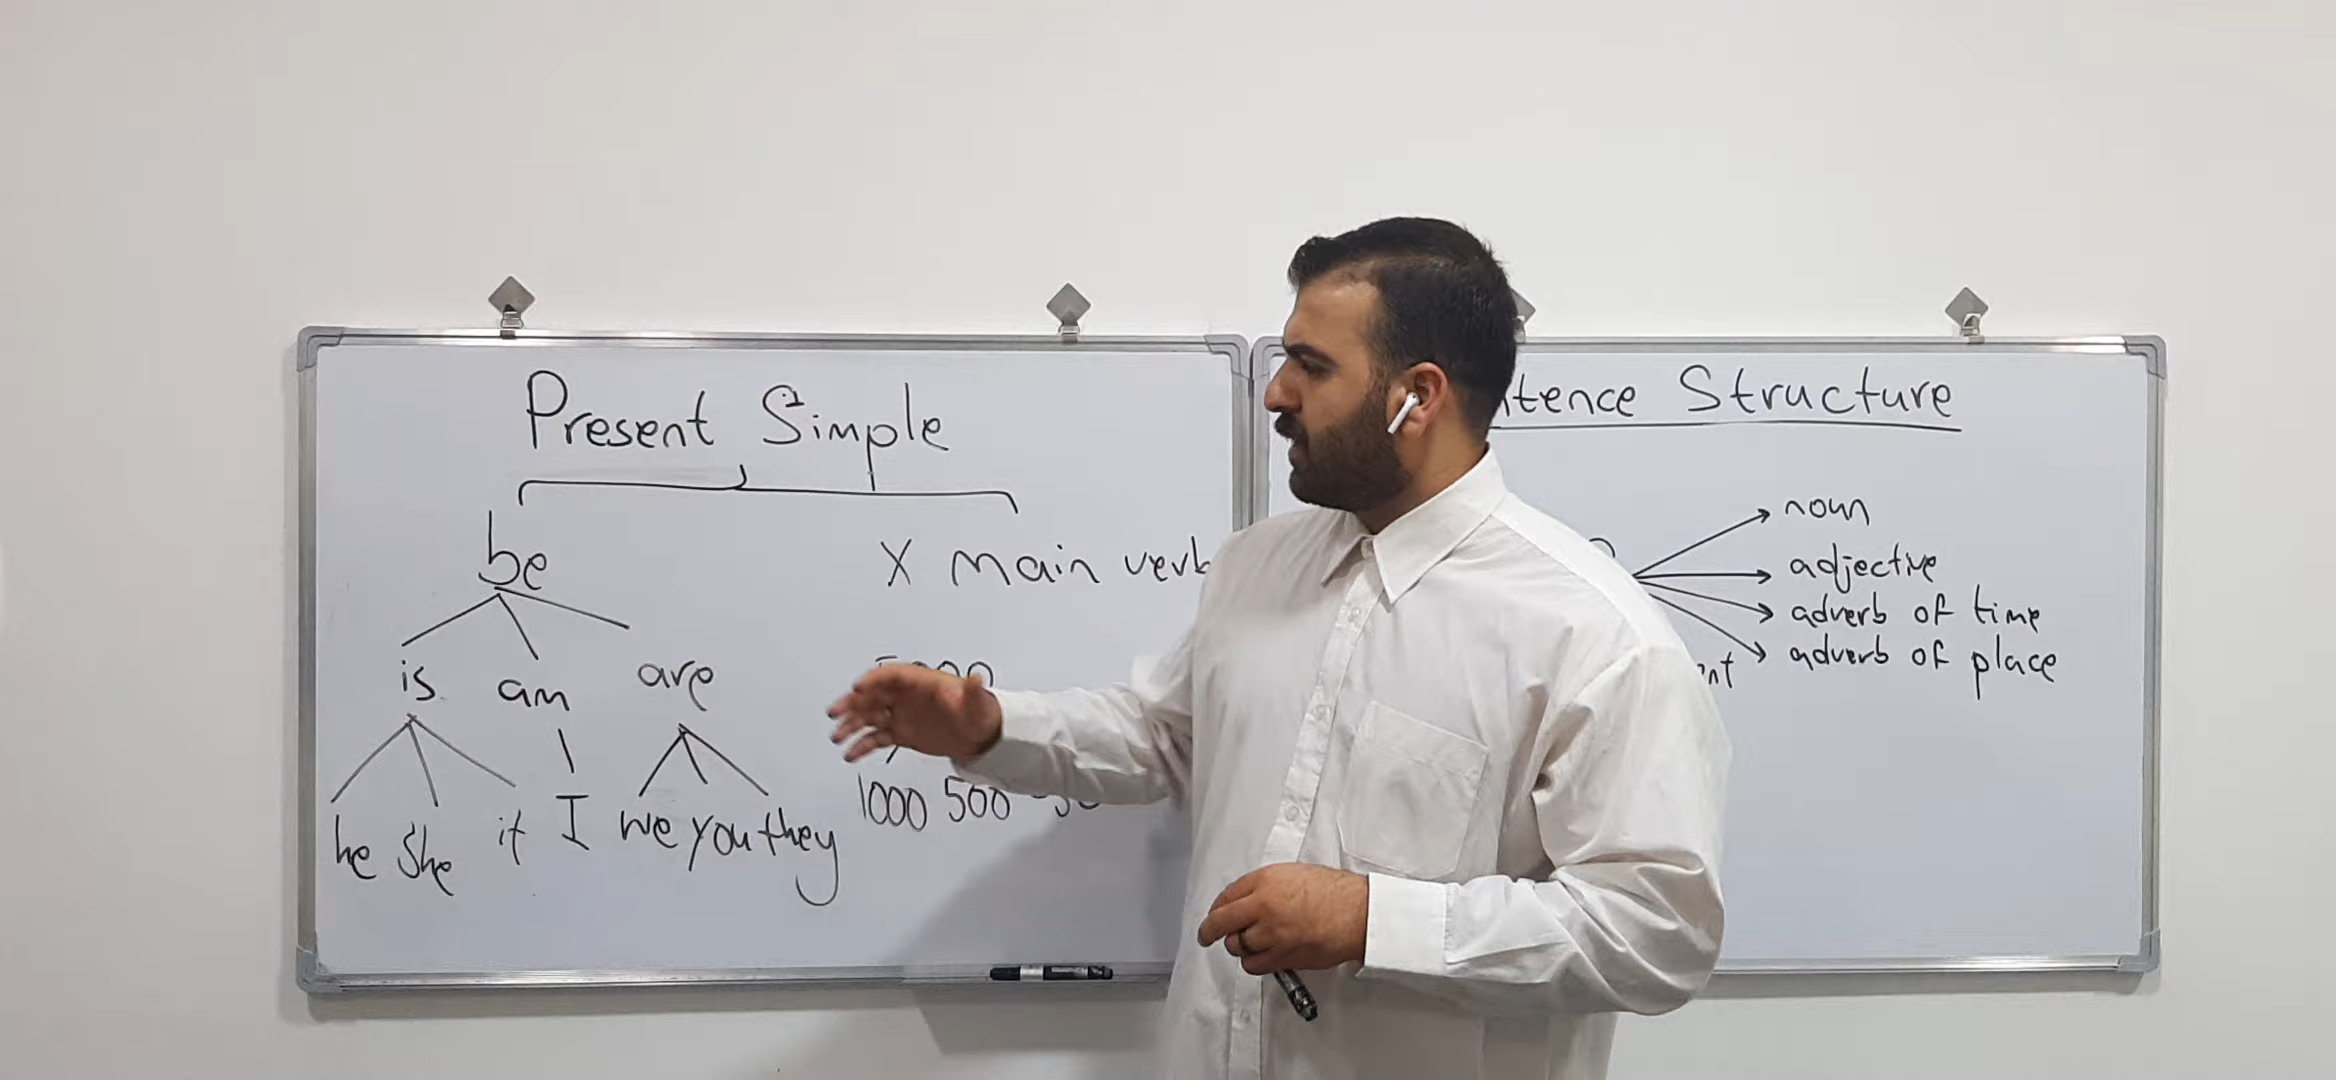 Present Simple
be
X main verb
is am are
1000 500
he She it I we you they
Structure
noun
adjective
adverb of time
adverb of place